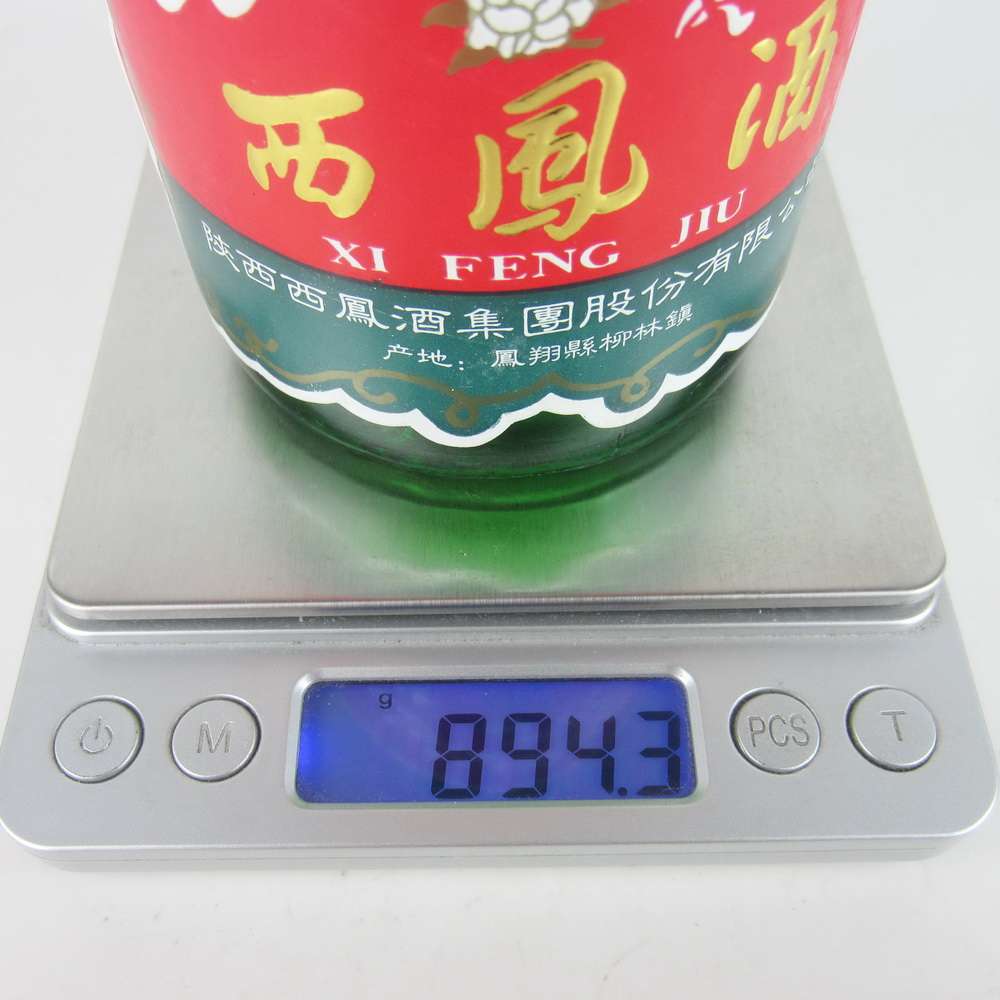 西鳳酒
XI FENG JIU
陝西西鳳酒集團股份有限公
产地：鳳翔縣柳林鎮
g
894.3
M
PCS
T